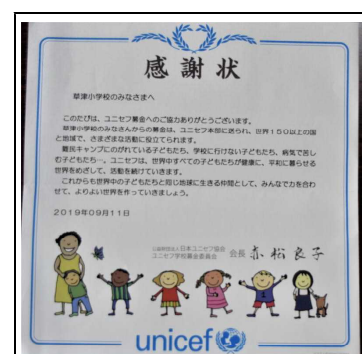 感謝状
草津小学校のみなさまへ
このたびは、ユニセフ募金へのご協力ありがとうございます。
草津小学校のみなさんからの募金は、ユニセフ本部に送られ、世界150以上の国
と地域で、さまざまな活動に役立てられます。
難民キャンプにのがれている子どもたち、学校に行けない子どもたち、病気で苦し
む子どもたち…。ユニセフは、世界中すべての子どもたちが健康に、平和に暮らせる
世界をめざして、活動を続けていきます。
これからも世界中の子どもたちと同じ地球に生きる仲間として、みんなで力を合わ
せて、よりよい世界を作っていきましょう。
2019年09月11日
公益財団法人日本ユニセフ協会
ユニセフ学校募金委員会
会長 赤松良子
unicef